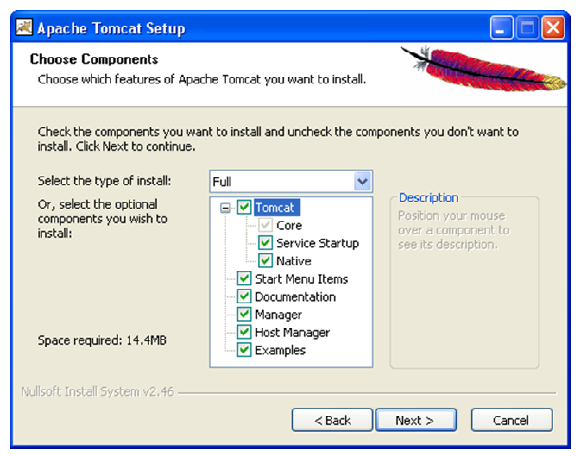 Apache Tomcat Setup
Choose Components
Choose which features of Apache Tomcat you want to install.
Check the components you want to install and uncheck the components you don't want to
install. Click Next to continue.
Select the type of install:
Full
Or, select the optional
components you wish to
install:
Tomcat
Core
Service Startup
Native
Start Menu Items
Documentation
Manager
Host Manager
Examples
Description
Position your mouse
over a component to
see its description.
Space required: 14.4MB
Nullsoft Install System v2.46
< Back
Next >
Cancel